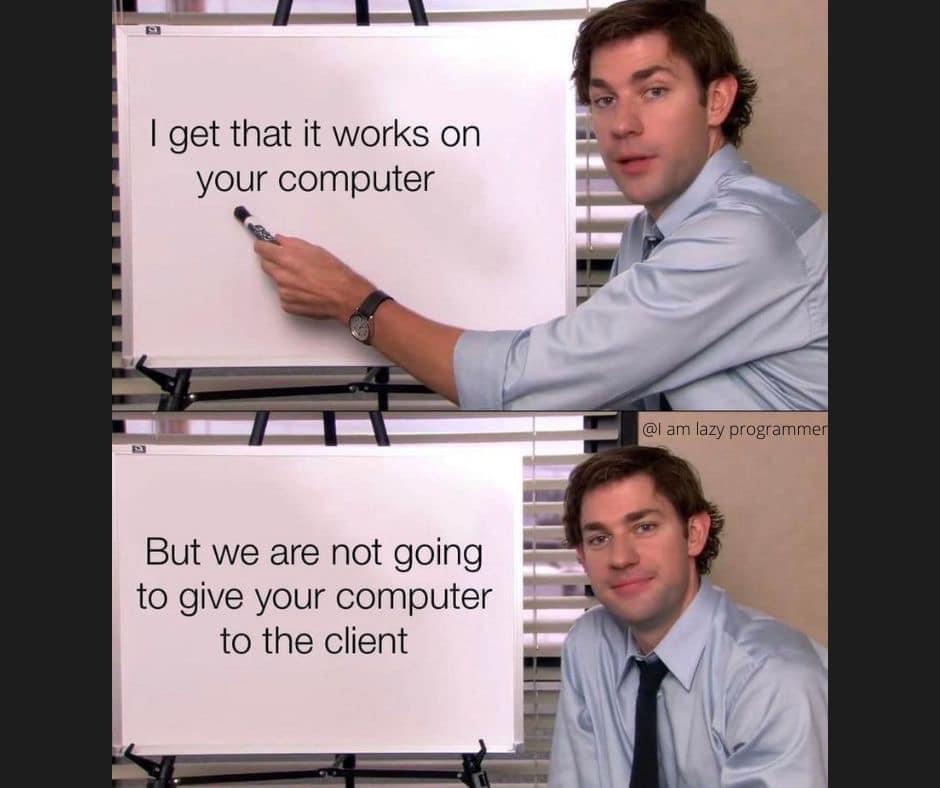 I get that it works on
your computer
@I am lazy programmer
But we are not going
to give your computer
to the client